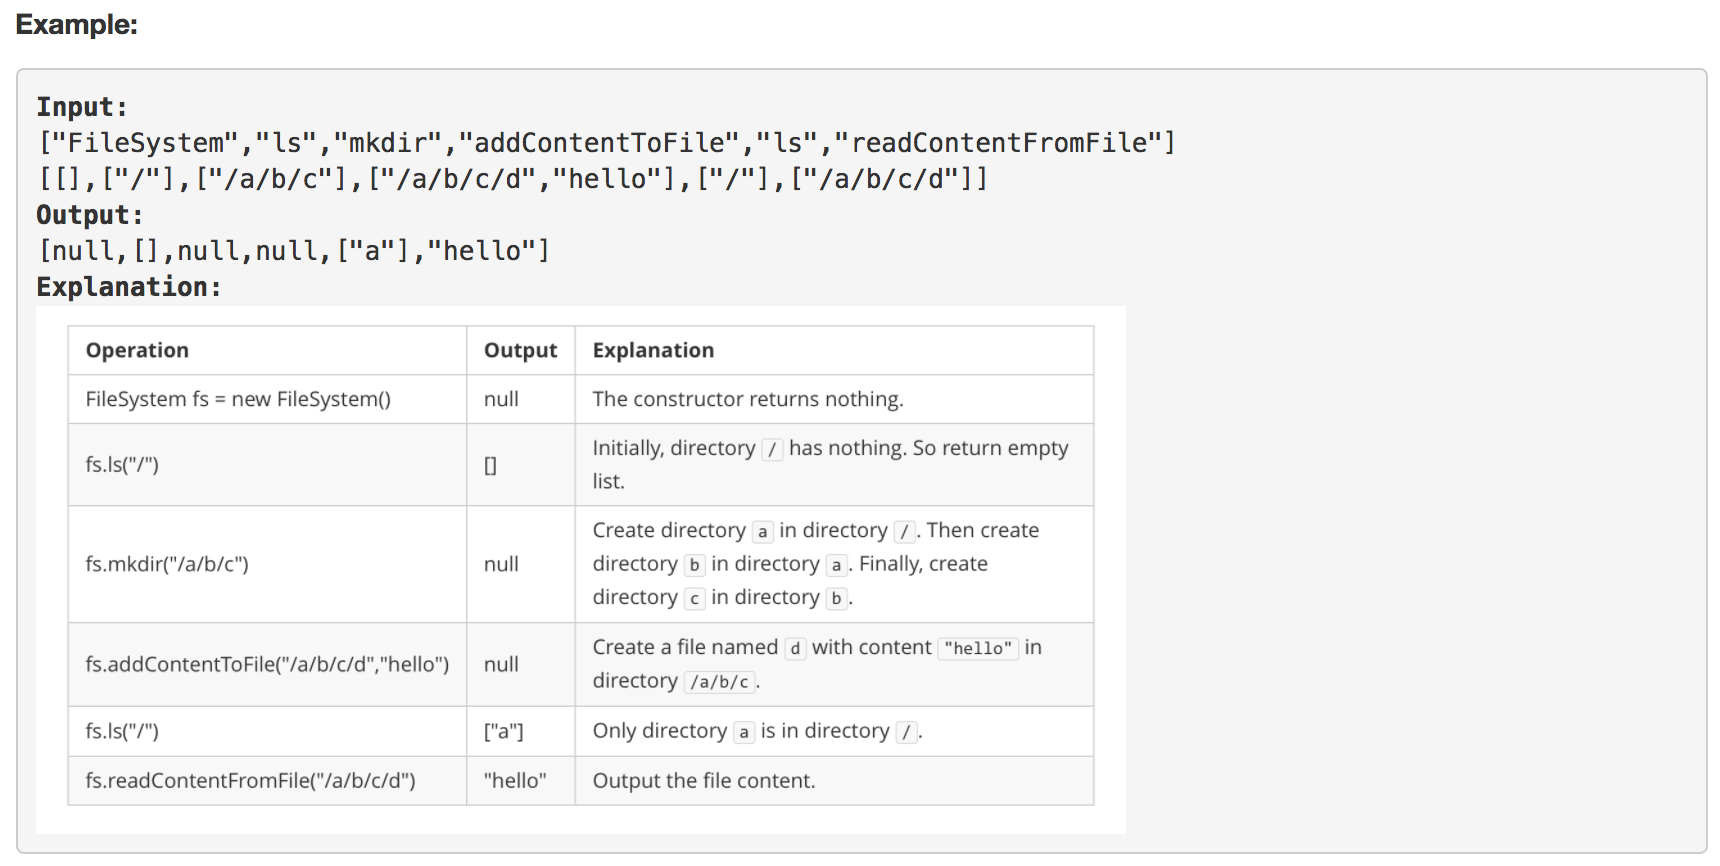 Example:
Input:
["FileSystem","ls","mkdir","addContentToFile","ls","readContentFromFile"]
[[],["/"],["/a/b/c"],["/a/b/c/d","hello"],["/"],["/a/b/c/d"]]
Output:
[null,[],null,null,["a"],"hello"]
Explanation:
Operation Output Explanation
FileSystem fs = new FileSystem() null The constructor returns nothing.
fs.ls("/") [] Initially, directory / has nothing. So return empty
list.
fs.mkdir("/a/b/c") null Create directory a in directory / . Then create
directory b in directory a . Finally, create
directory c in directory b .
fs.addContentToFile("/a/b/c/d","hello") null Create a file named d with content "hello" in
directory /a/b/c .
fs.ls("/") ["a"] Only directory a is in directory / .
fs.readContentFromFile("/a/b/c/d") "hello" Output the file content.